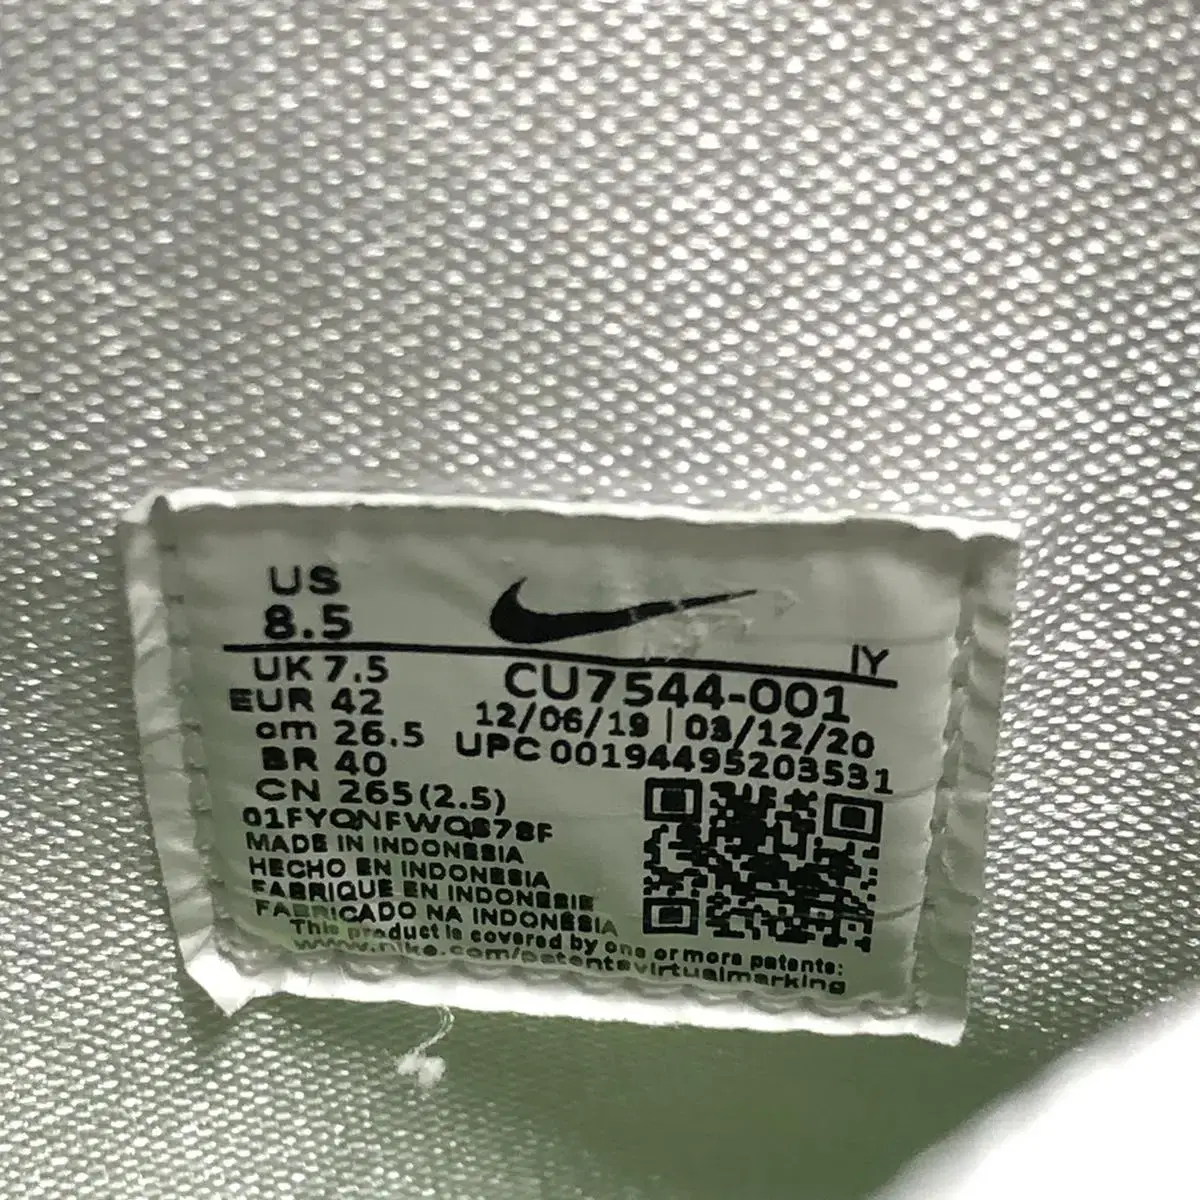 US
8.5
IY
UK 7.5
CU7544-001
EUR 42
12/06/19 | 03/12/20
cm 26.5
UPC 00194495203531
BR 40
CN 265(2.5)
01FYQNFWQ878F
MADE IN INDONESIA
HECHO EN INDONESIA
FABRIQUE EN INDONESIE
FABRICADO NA INDONÉSIA
This product is covered by one or more patents:
www.nike.com/patentsvirtualmarking